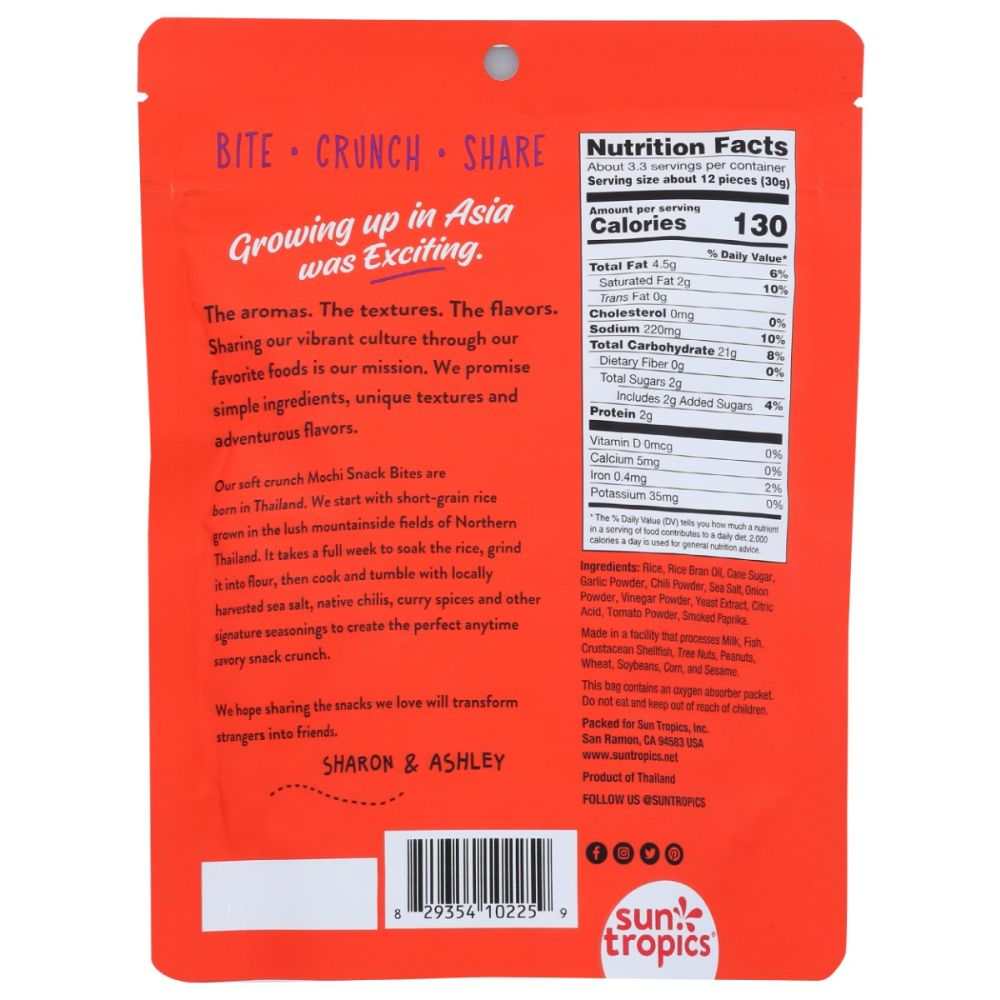 BITE • CRUNCH • SHARE
Growing up in Asia
was Exciting.
The aromas. The textures. The flavors.
Sharing our vibrant culture through our
favorite foods is our mission. We promise
simple ingredients, unique textures and
adventurous flavors.
Our soft crunch Mochi Snack Bites are
born in Thailand. We start with short-grain rice
grown in the lush mountainside fields of Northern
Thailand. It takes a full week to soak the rice, grind
it into flour, then cook and tumble with locally
harvested sea salt, native chilis, curry spices and other
signature seasonings to create the perfect anytime
savory snack crunch.
We hope sharing the snacks we love will transform
strangers into friends.
SHARON & ASHLEY
Nutrition Facts
About 3.3 servings per container
Serving size about 12 pieces (30g)
Amount per serving
Calories 130
% Daily Value*
Total Fat 4.5g 6%
Saturated Fat 2g 10%
Trans Fat 0g
Cholesterol 0mg 0%
Sodium 220mg 10%
Total Carbohydrate 21g 8%
Dietary Fiber 0g 0%
Total Sugars 2g
Includes 2g Added Sugars 4%
Protein 2g
Vitamin D 0mcg 0%
Calcium 5mg 0%
Iron 0.4mg 2%
Potassium 35mg 0%
* The % Daily Value (DV) tells you how much a nutrient
in a serving of food contributes to a daily diet. 2,000
calories a day is used for general nutrition advice.
Ingredients: Rice, Rice Bran Oil, Cane Sugar,
Garlic Powder, Chili Powder, Sea Salt, Onion
Powder, Vinegar Powder, Yeast Extract, Citric
Acid, Tomato Powder, Smoked Paprika.
Made in a facility that processes Milk, Fish,
Crustacean Shellfish, Tree Nuts, Peanuts,
Wheat, Soybeans, Corn, and Sesame.
This bag contains an oxygen absorber packet.
Do not eat and keep out of reach of children.
Packed for Sun Tropics, Inc.
San Ramon, CA 94583 USA
www.suntropics.net
Product of Thailand
FOLLOW US @SUNTROPICS
8 29354 10225 9
sun
tropics®